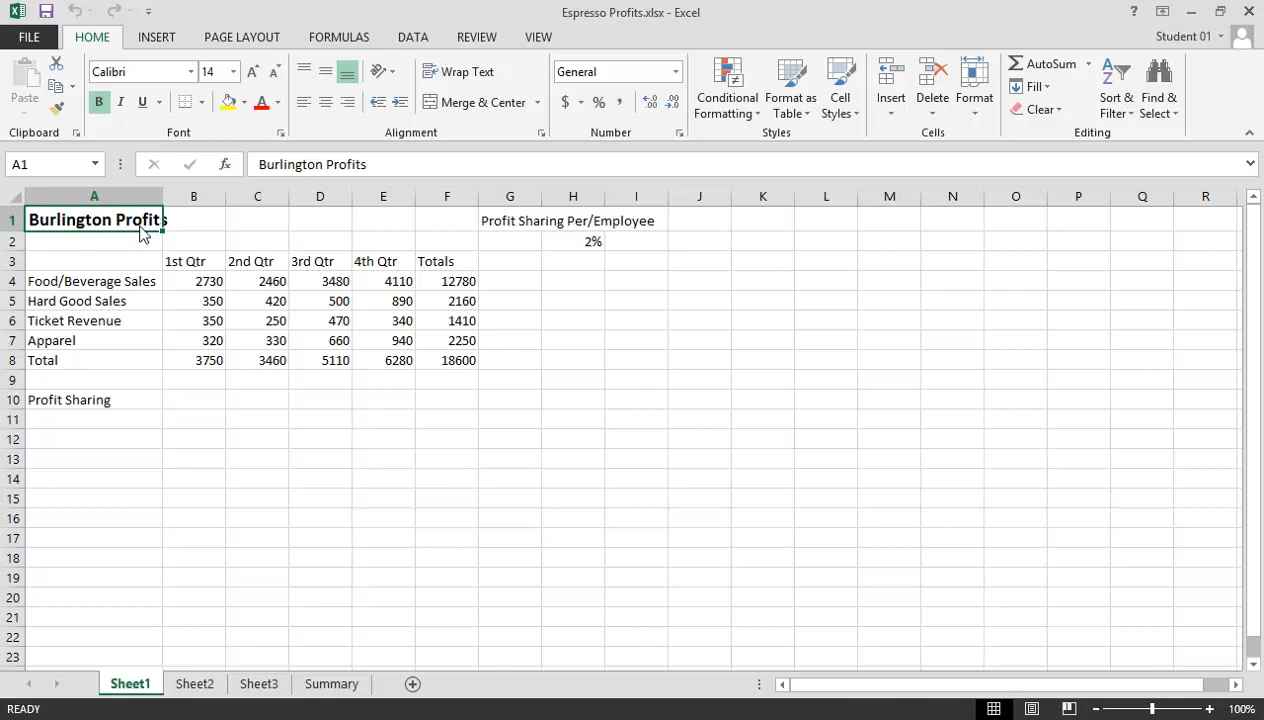 Espresso Profits.xlsx - Excel
FILE HOME INSERT PAGE LAYOUT FORMULAS DATA REVIEW VIEW Student 01
Paste
Calibri 14
B I U
Wrap Text
Merge & Center
General
$ % ,
Conditional Formatting
Format as Table
Cell Styles
Insert
Delete
Format
AutoSum
Fill
Clear
Sort & Filter
Find & Select
Clipboard Font Alignment Number Styles Cells Editing
A1 fx Burlington Profits
A B C D E F G H I J K L M N O P Q R
1 Burlington Profits Profit Sharing Per/Employee
2 2%
3 1st Qtr 2nd Qtr 3rd Qtr 4th Qtr Totals
4 Food/Beverage Sales 2730 2460 3480 4110 12780
5 Hard Good Sales 350 420 500 890 2160
6 Ticket Revenue 350 250 470 340 1410
7 Apparel 320 330 660 940 2250
8 Total 3750 3460 5110 6280 18600
9
10 Profit Sharing
11
12
13
14
15
16
17
18
19
20
21
22
23
Sheet1 Sheet2 Sheet3 Summary
READY 100%